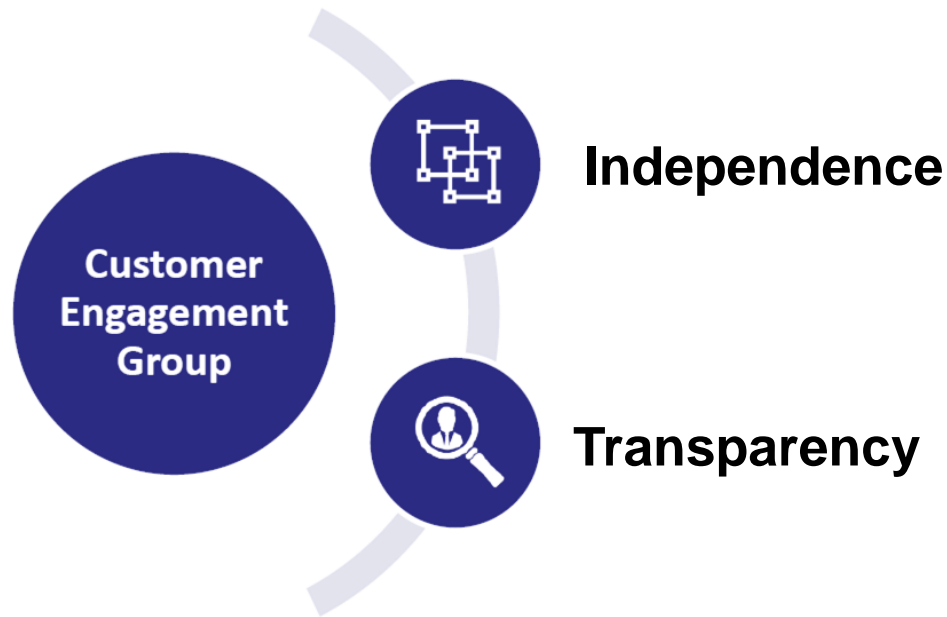 Customer
Engagement
Group
Independence
Transparency